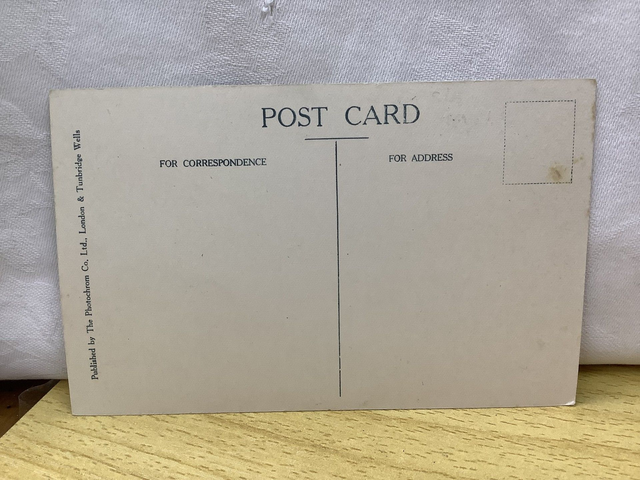 POST CARD
FOR CORRESPONDENCE
FOR ADDRESS
Published by The Photochrom Co., Ltd., London & Tunbridge Wells